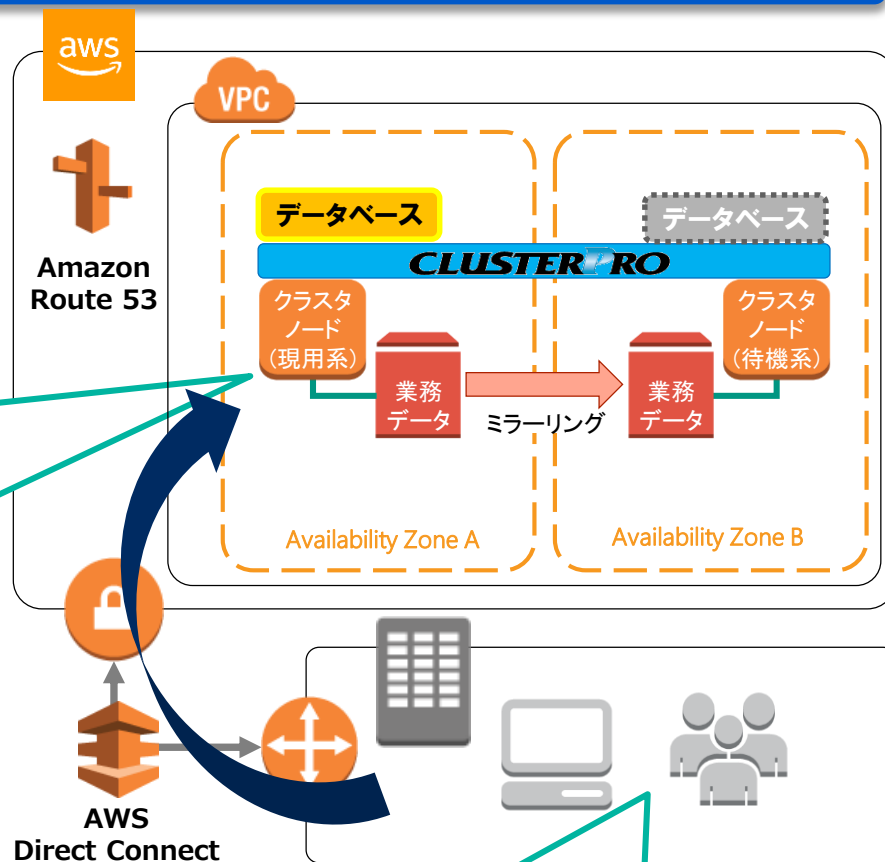 aws
VPC
データベース
データベース
CLUSTERPRO
Amazon
Route 53
クラスタ
ノード
(現用系)
クラスタ
ノード
(待機系)
業務
データ
ミラーリング
業務
データ
Availability Zone A
Availability Zone B
AWS
Direct Connect